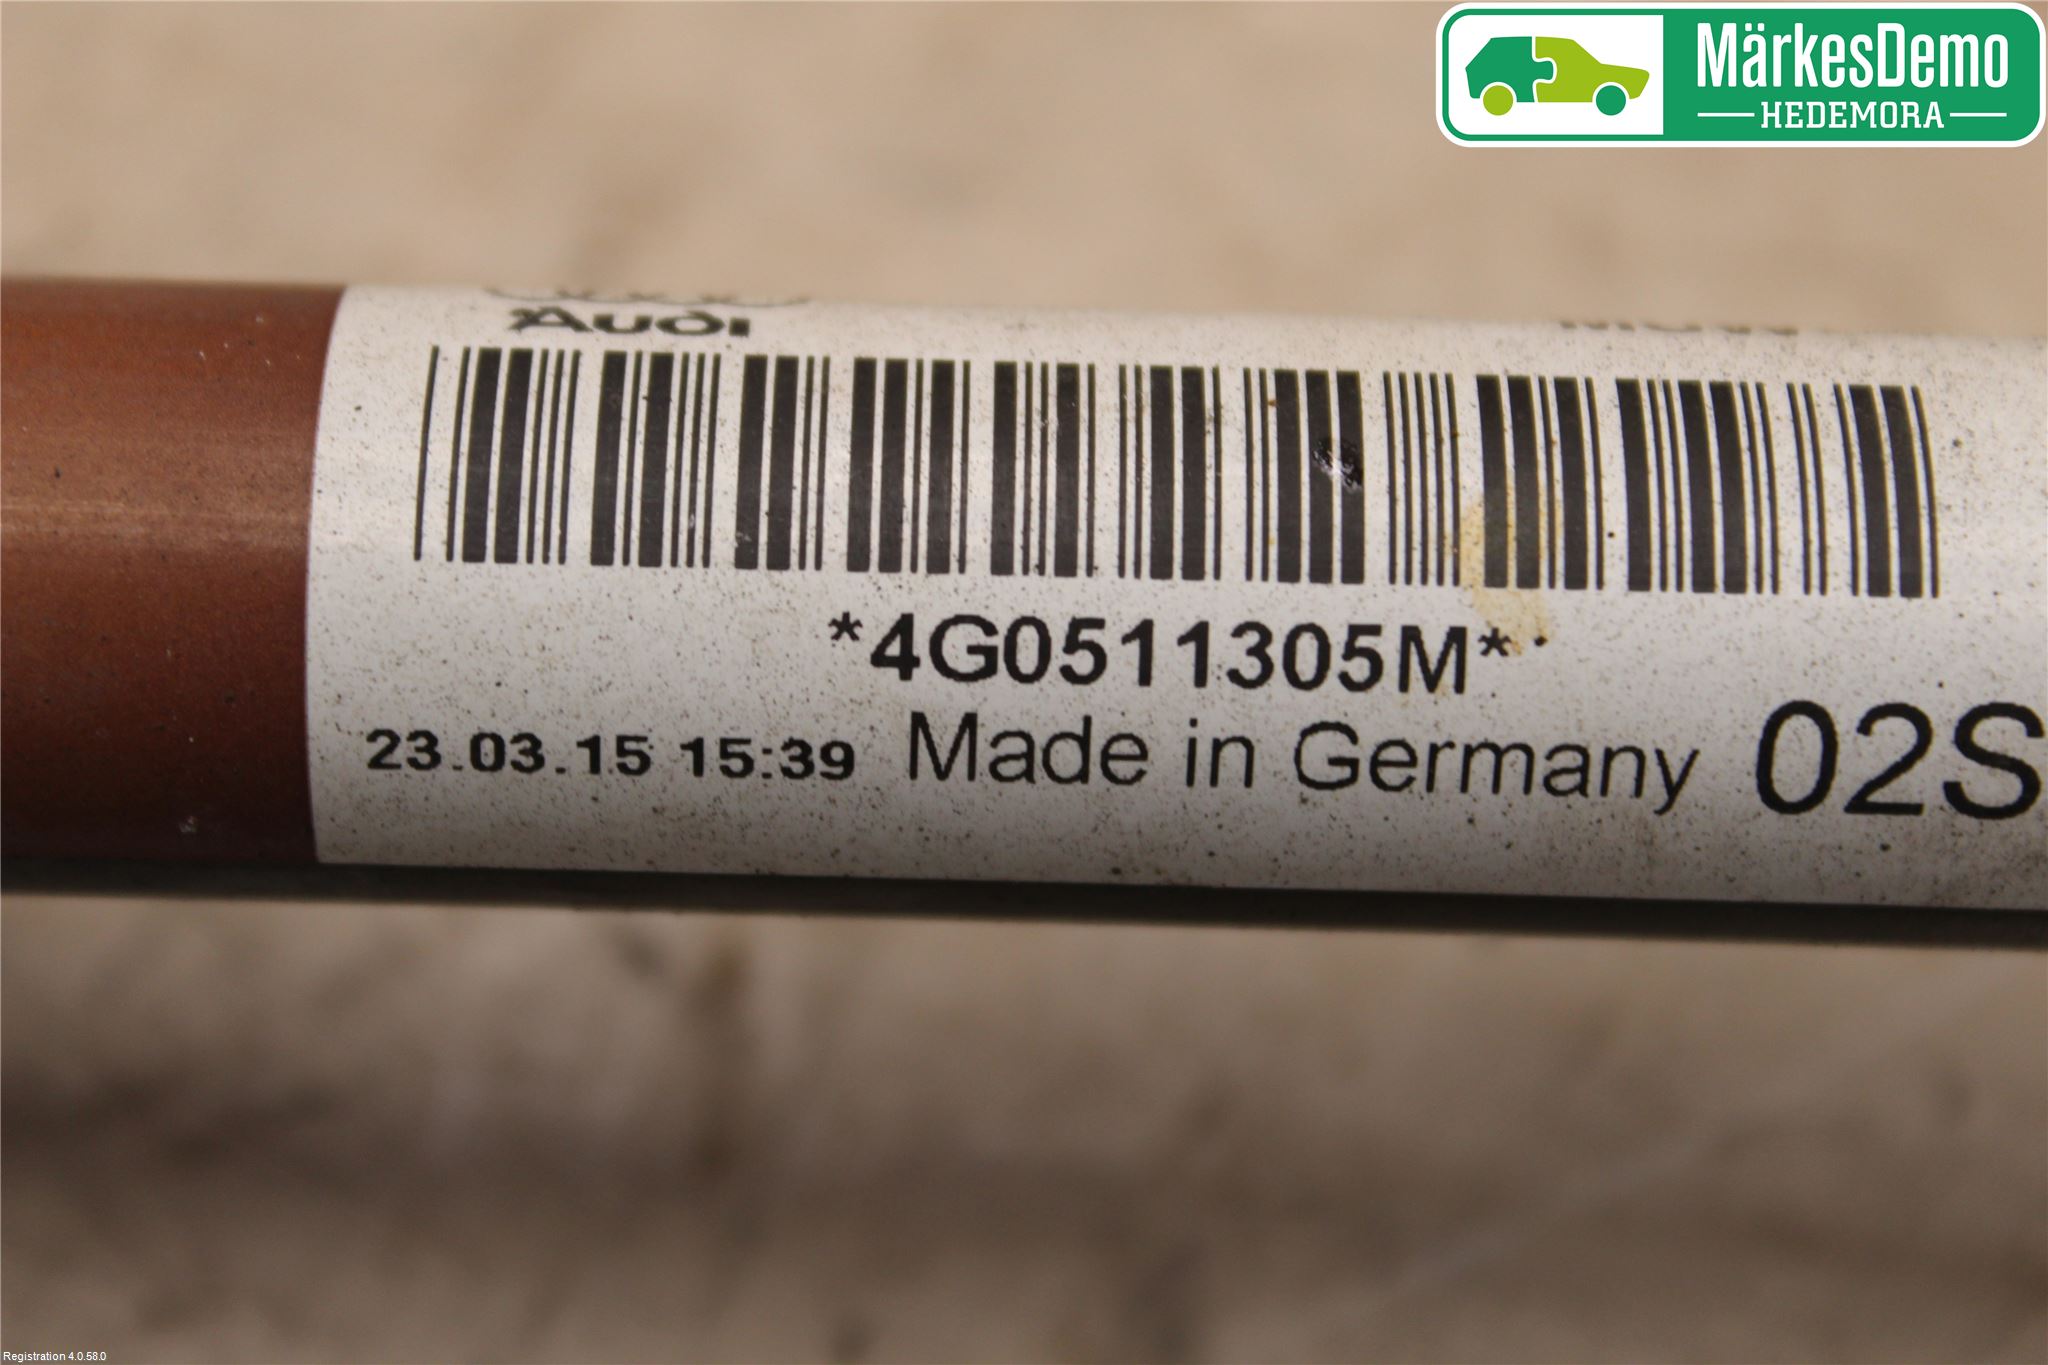 MärkesDemo
HEDEMORA
Audi
*4G0511305M*
23.03.15 15:39 Made in Germany 02S
Registration 4.0.58.0